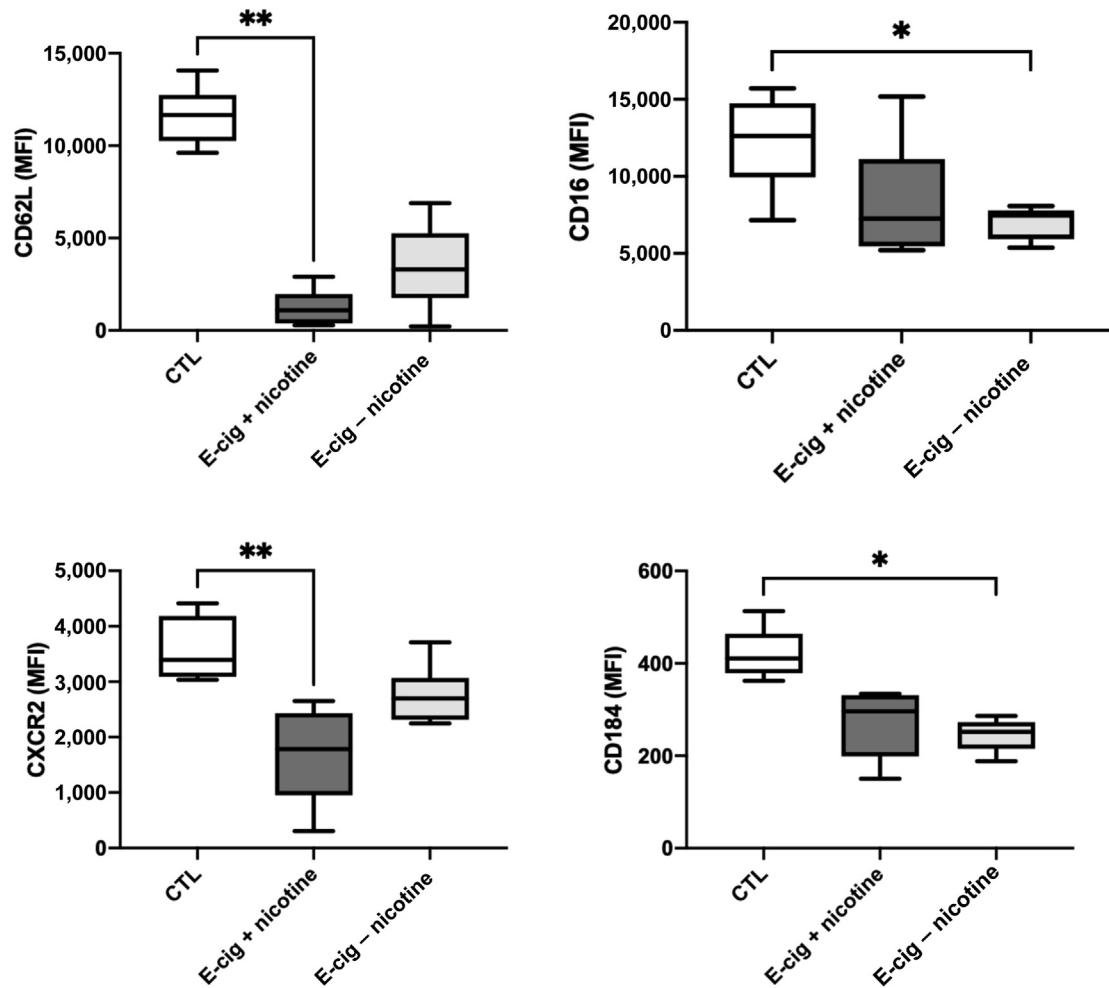 **
15,000
10,000
5,000
0
CD62L (MFI)
CTL
E-cig + nicotine
E-cig – nicotine
*
20,000
15,000
10,000
5,000
0
CD16 (MFI)
CTL
E-cig + nicotine
E-cig – nicotine
**
5,000
4,000
3,000
2,000
1,000
0
CXCR2 (MFI)
CTL
E-cig + nicotine
E-cig – nicotine
*
600
400
200
0
CD184 (MFI)
CTL
E-cig + nicotine
E-cig – nicotine